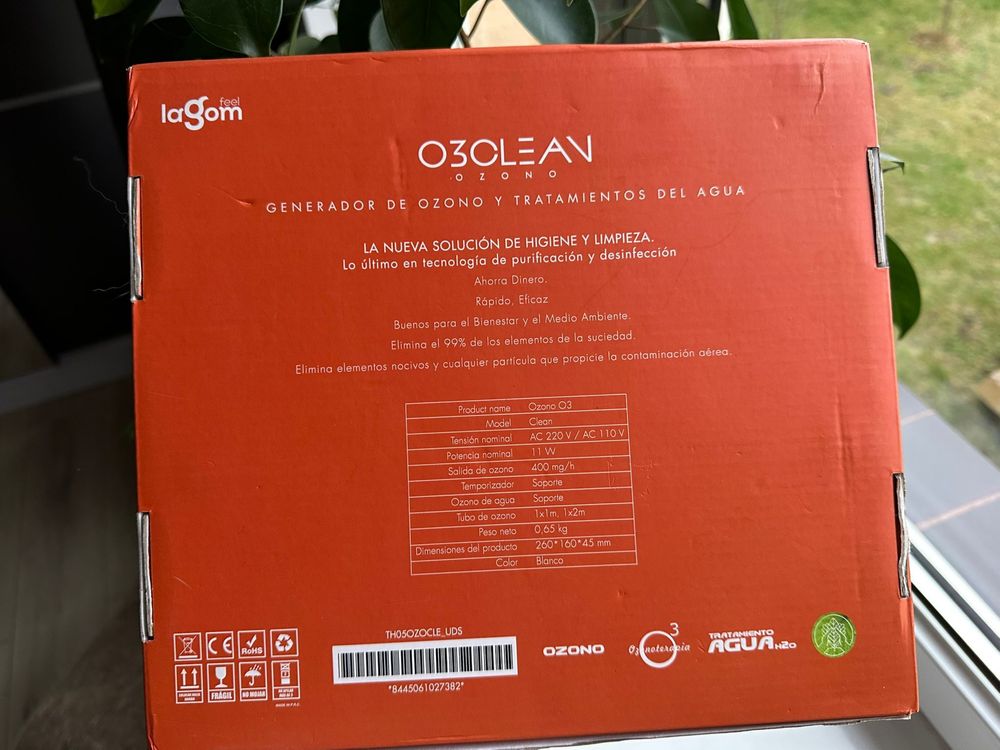 lagom feel
O3CLEAN
OZONO
GENERADOR DE OZONO Y TRATAMIENTOS DEL AGUA
LA NUEVA SOLUCIÓN DE HIGIENE Y LIMPIEZA.
Lo último en tecnología de purificación y desinfección
Ahorra Dinero.
Rápido, Eficaz
Buenos para el Bienestar y el Medio Ambiente.
Elimina el 99% de los elementos de la suciedad.
Elimina elementos nocivos y cualquier partícula que propicie la contaminación aérea.
Product name Ozono O3
Model Clean
Tensión nominal AC 220 V / AC 110 V
Potencia nominal 11 W
Salida de ozono 400 mg/h
Temporizador Soporte
Ozono de agua Soporte
Tubo de ozono 1x1m, 1x2m
Peso neto 0,65 kg
Dimensiones del producto 260*160*45 mm
Color Blanco
CE RoHS
FRÁGIL NO MOJAR
MADE IN P.R.C.
TH05OZOCLE_UDS
*8445061027382*
OZONO
Ozonoterapia 3
TRATAMIENTO
AGUA H2O